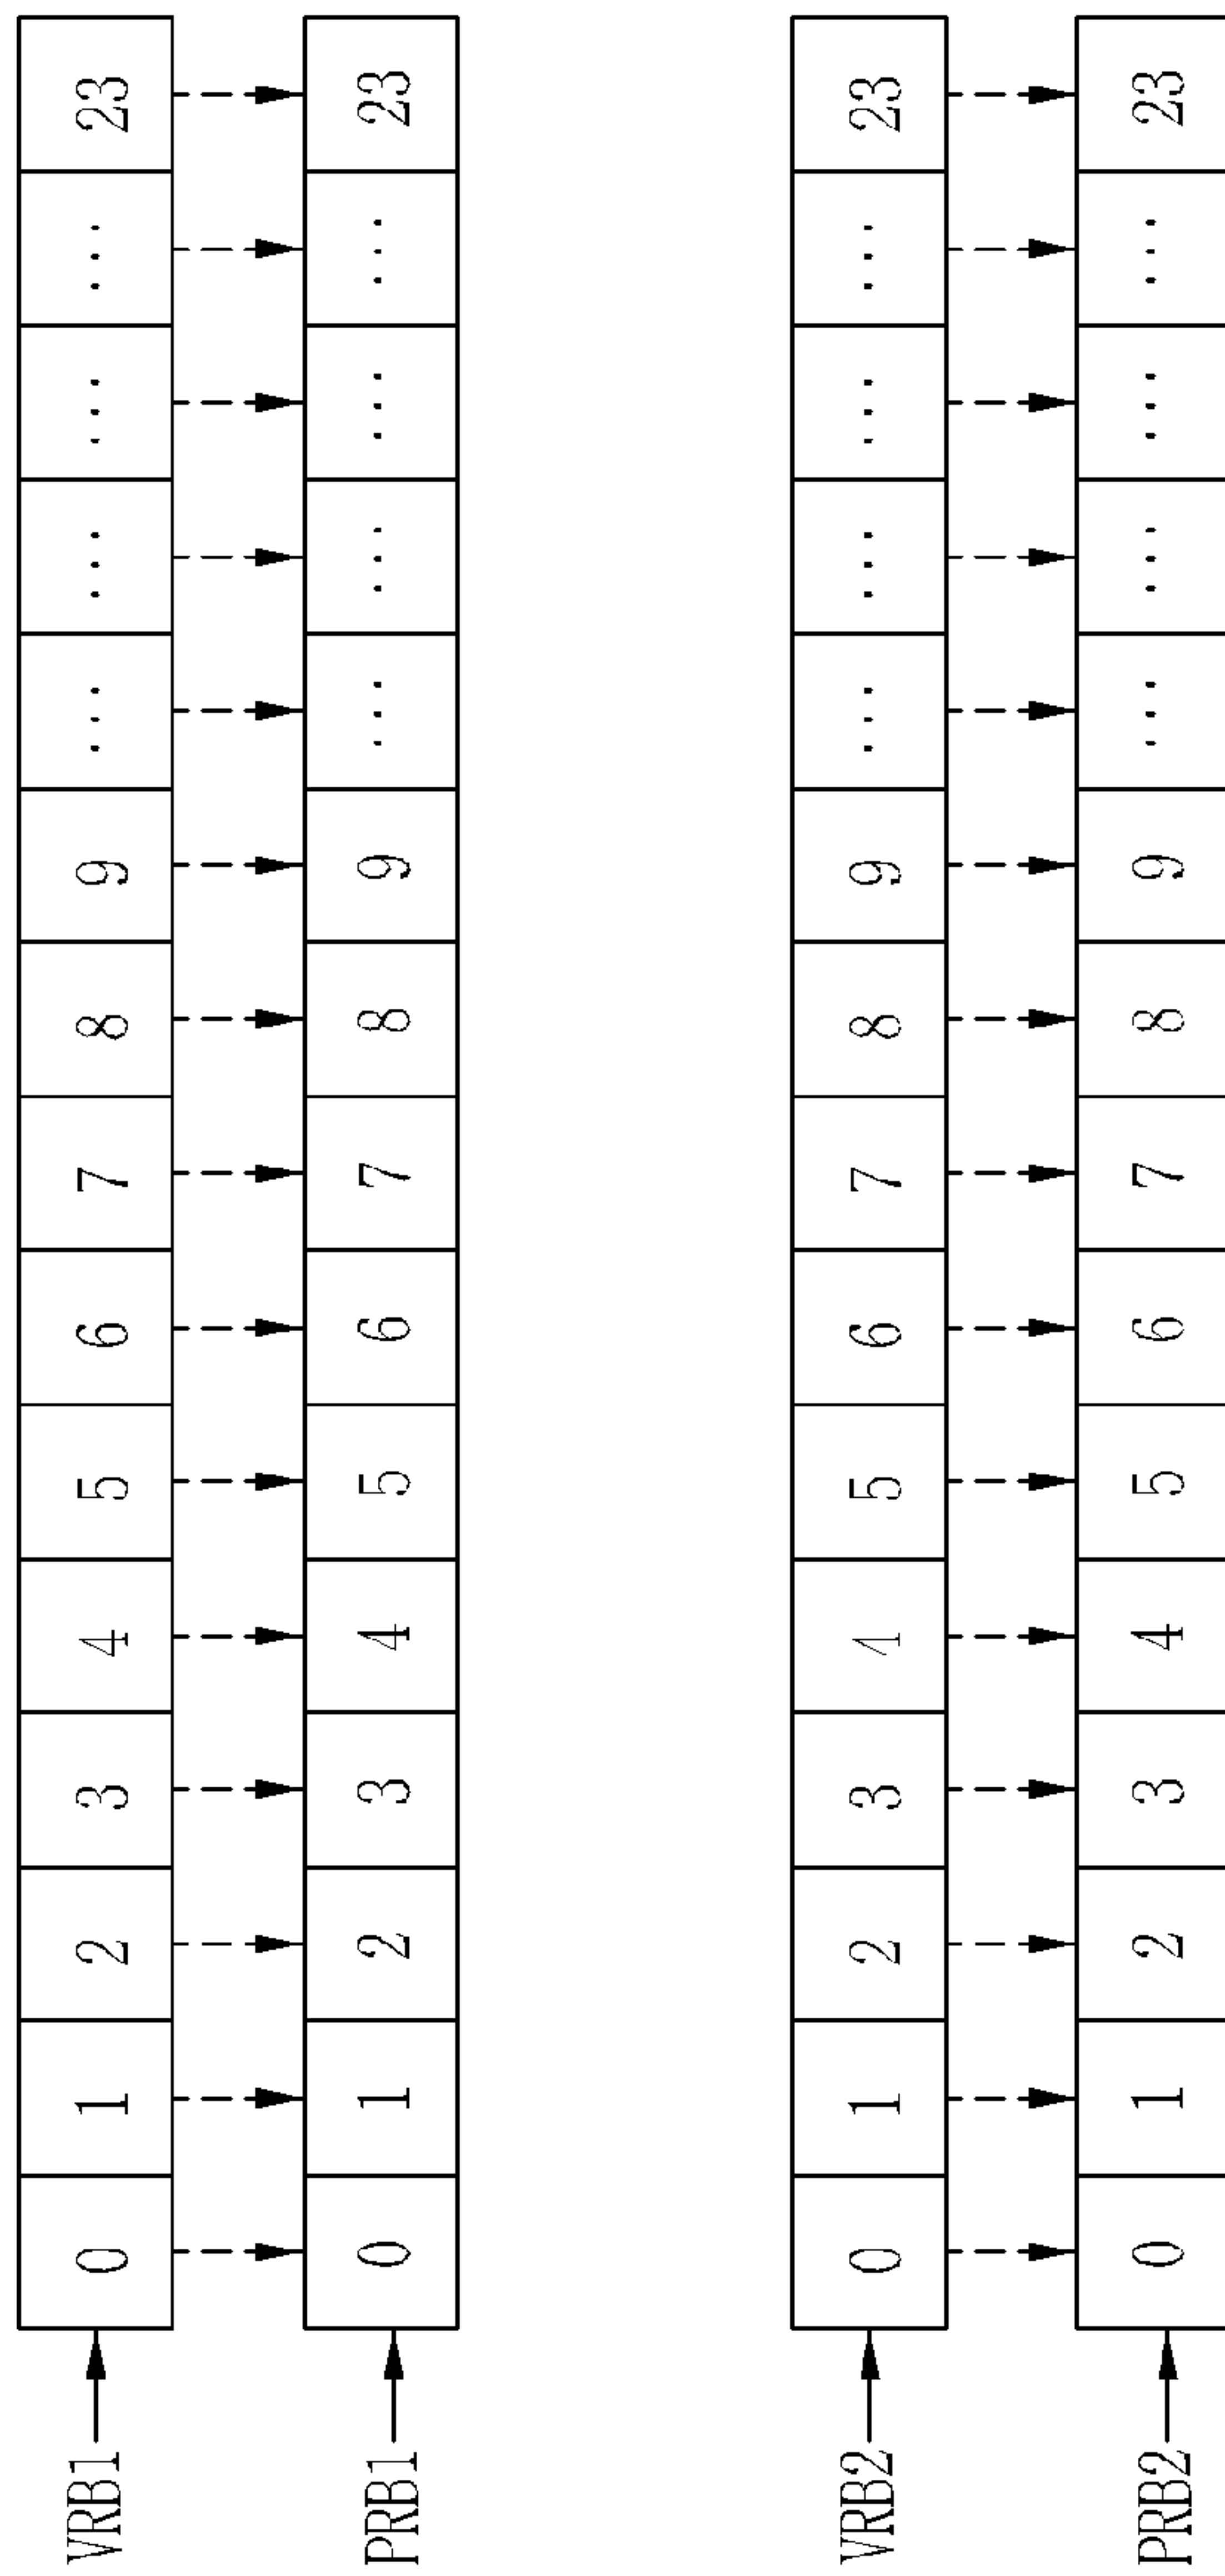 VRB1 0 1 2 3 4 5 6 7 8 9 ... ... ... ... 23
PRB1 0 1 2 3 4 5 6 7 8 9 ... ... ... ... 23
VRB2 0 1 2 3 4 5 6 7 8 9 ... ... ... ... 23
PRB2 0 1 2 3 4 5 6 7 8 9 ... ... ... ... 23